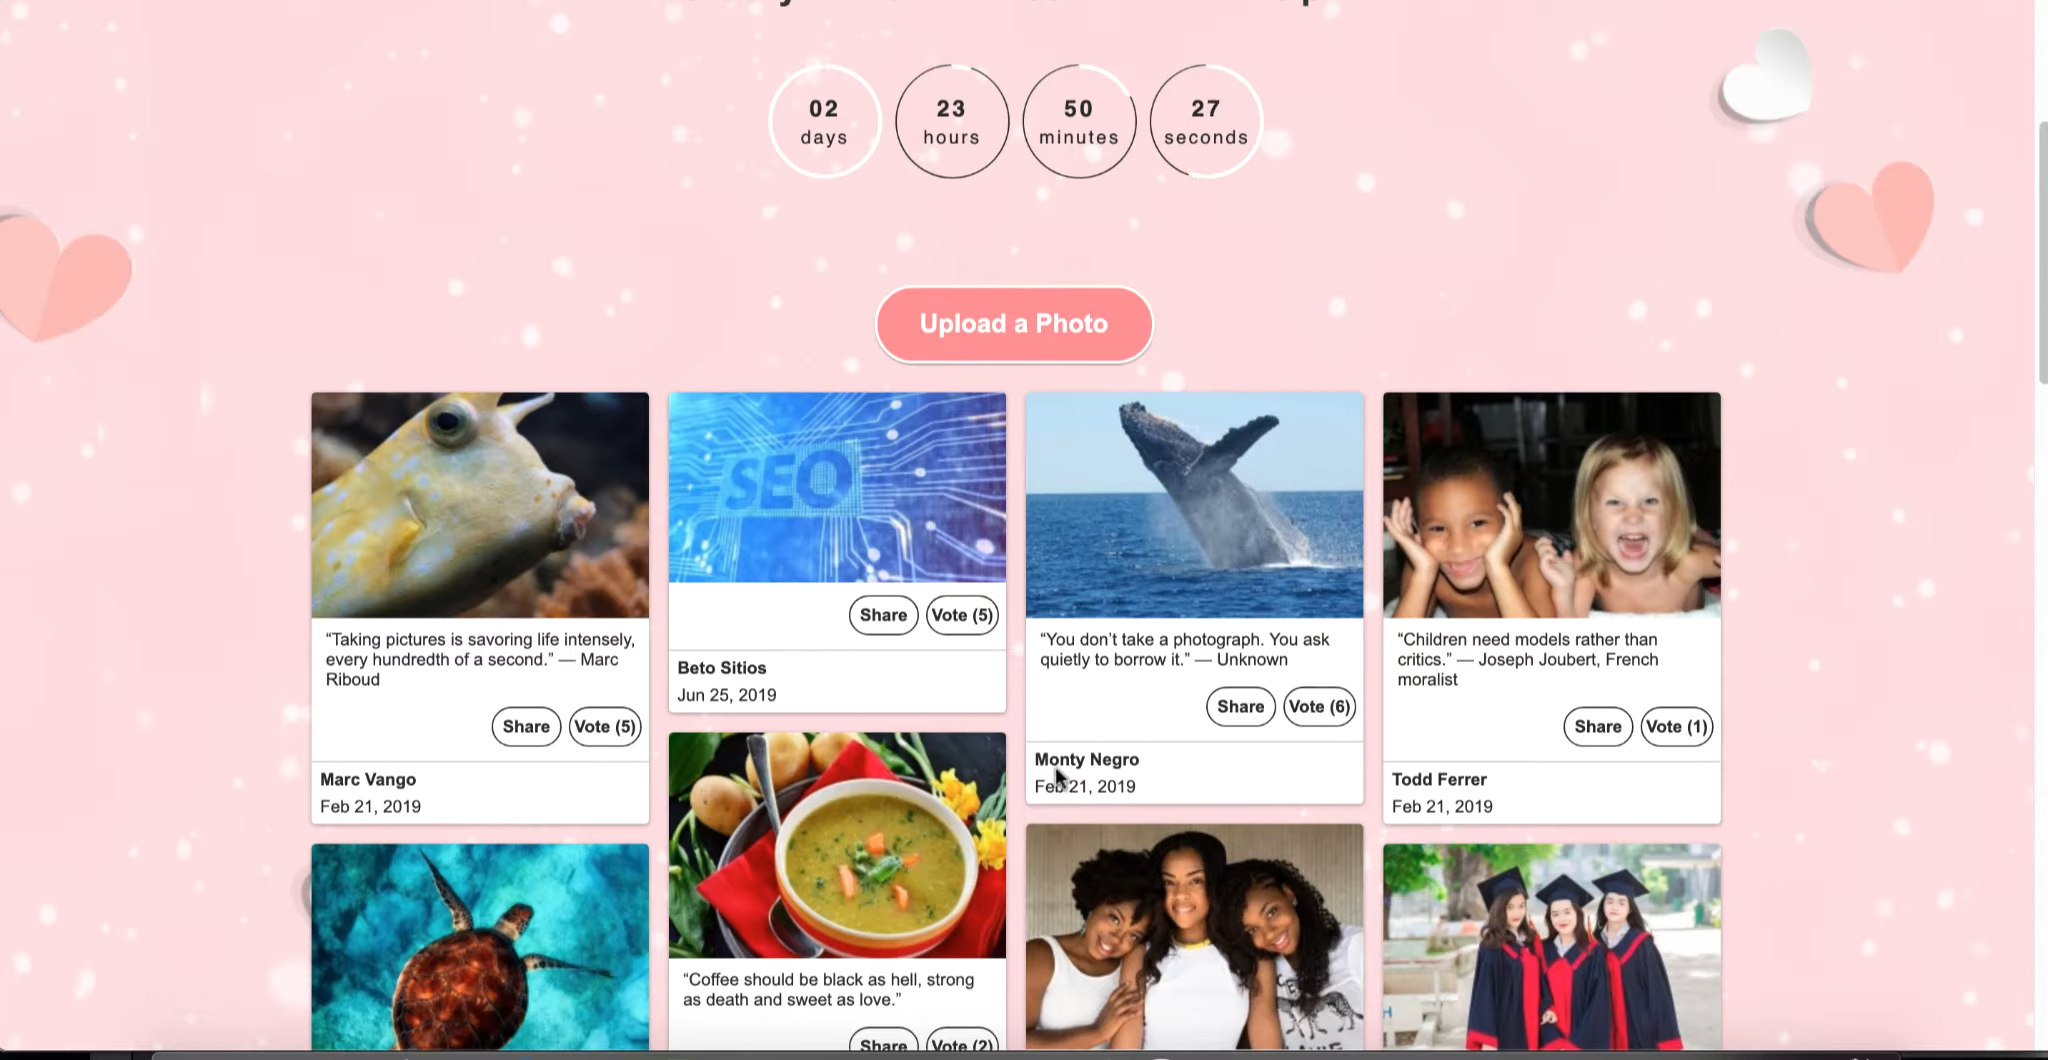 02
days
23
hours
50
minutes
27
seconds
Upload a Photo
“Taking pictures is savoring life intensely,
every hundredth of a second.” — Marc
Riboud
Share
Vote (5)
Marc Vango
Feb 21, 2019
SEO
Share
Vote (5)
Beto Sitios
Jun 25, 2019
“Coffee should be black as hell, strong
as death and sweet as love.”
Share
Vote (2)
“You don’t take a photograph. You ask
quietly to borrow it.” — Unknown
Share
Vote (6)
Monty Negro
Feb 21, 2019
“Children need models rather than
critics.” — Joseph Joubert, French
moralist
Share
Vote (1)
Todd Ferrer
Feb 21, 2019